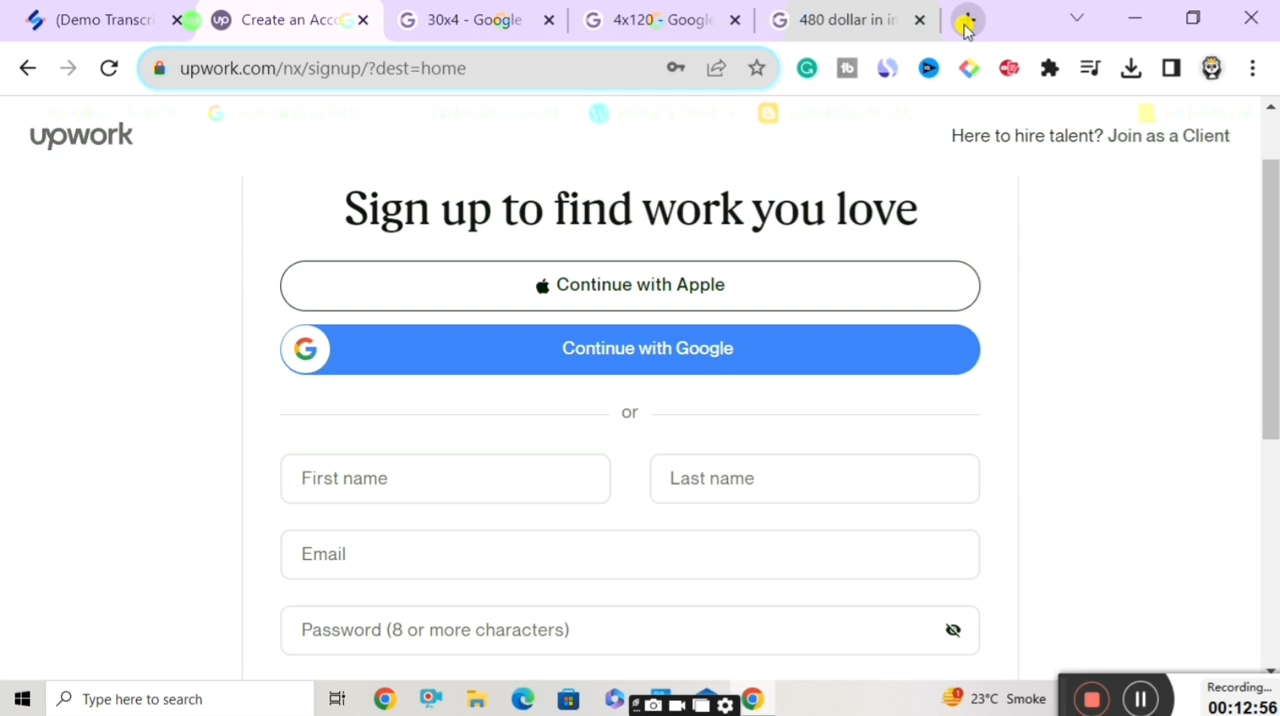 (Demo Transcri
Create an Acc
30x4 - Google
4x120 - Google
480 dollar in in
upwork.com/nx/signup/?dest=home
upwork
Here to hire talent? Join as a Client
Sign up to find work you love
Continue with Apple
Continue with Google
or
First name
Last name
Email
Password (8 or more characters)
Type here to search
23°C Smoke
Recording...
00:12:56